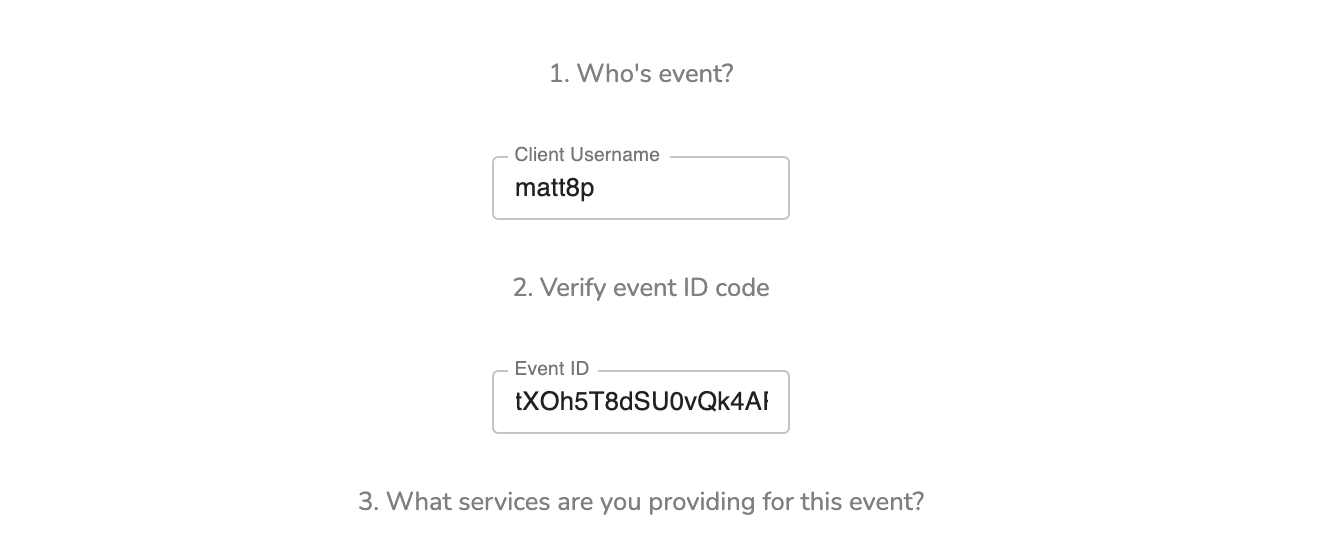 1. Who's event?
Client Username
matt8p
2. Verify event ID code
Event ID
tXOh5T8dSU0vQk4A
3. What services are you providing for this event?